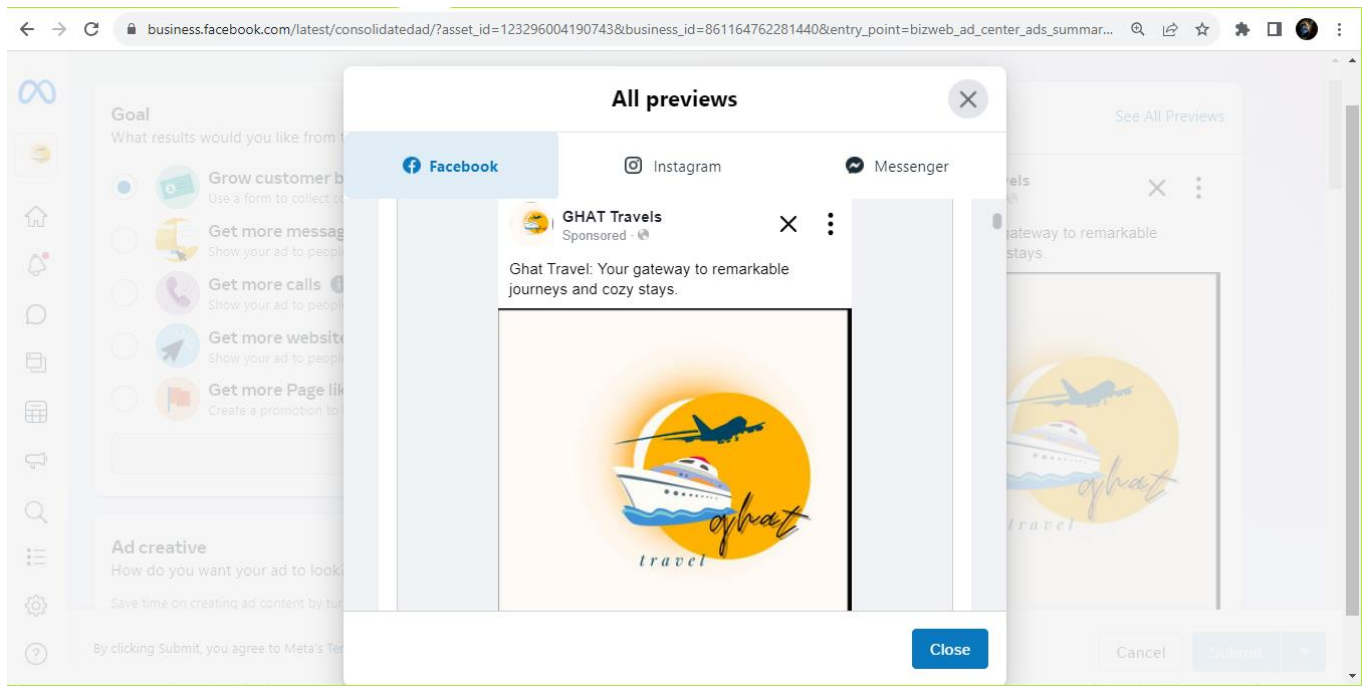 business.facebook.com/latest/consolidatedad/?asset_id=123296004190743&business_id=861164762281440&entry_point=bizweb_ad_center_ads_summar...
All previews
Facebook
Instagram
Messenger
GHAT Travels
Sponsored ·
Ghat Travel: Your gateway to remarkable
journeys and cozy stays.
ghat
travel
Close
Goal
What results would you like from
Grow customer b
Use a form to collect
Get more messag
Show your ad to people
Get more calls
Show your ad to people
Get more website
Show your ad to people
Get more Page lik
Create a promotion to
Ad creative
How do you want your ad to look?
Save time on creating ad content by tur
By clicking Submit, you agree to Meta's Ter
See All Previews
vels
gateway to remarkable
stays.
ghat
travel
Cancel
Submit